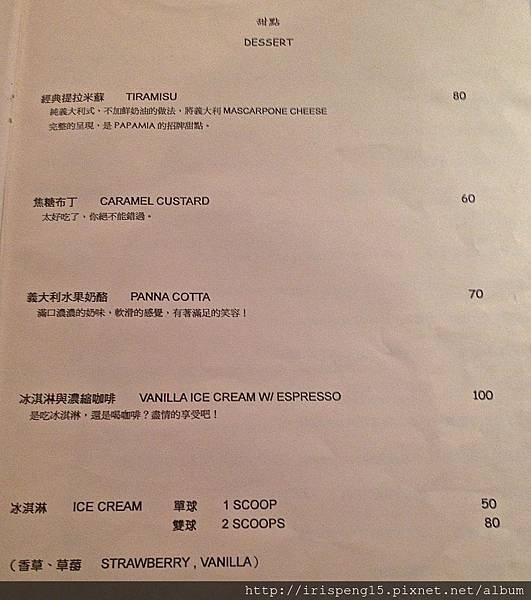 甜點
DESSERT
經典提拉米蘇 TIRAMISU 80
純義大利式、不加鮮奶油的做法，將義大利 MASCARPONE CHEESE
完整的呈現，是 PAPAMIA 的招牌甜點。
焦糖布丁 CARAMEL CUSTARD 60
太好吃了，你絕不能錯過。
義大利水果奶酪 PANNA COTTA 70
滿口濃濃的奶味，軟滑的感覺，有著滿足的笑容！
冰淇淋與濃縮咖啡 VANILLA ICE CREAM W/ ESPRESSO 100
是吃冰淇淋，還是喝咖啡？盡情的享受吧！
冰淇淋 ICE CREAM 單球 1 SCOOP 50
雙球 2 SCOOPS 80
（香草、草莓 STRAWBERRY , VANILLA）
http://irispeng15.pixnet.net/album